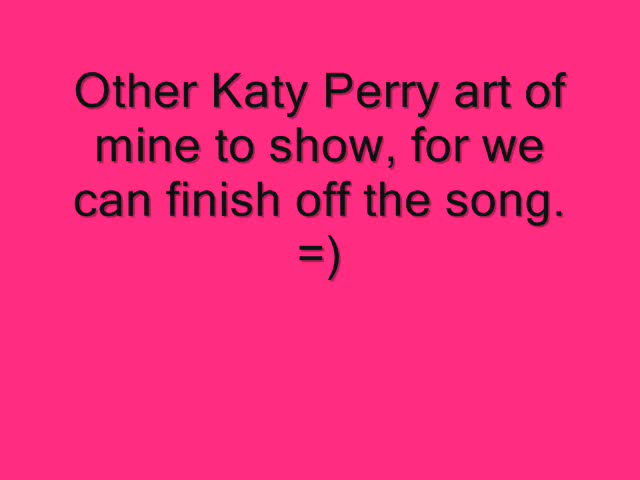 Other Katy Perry art of
mine to show, for we
can finish off the song.
=)